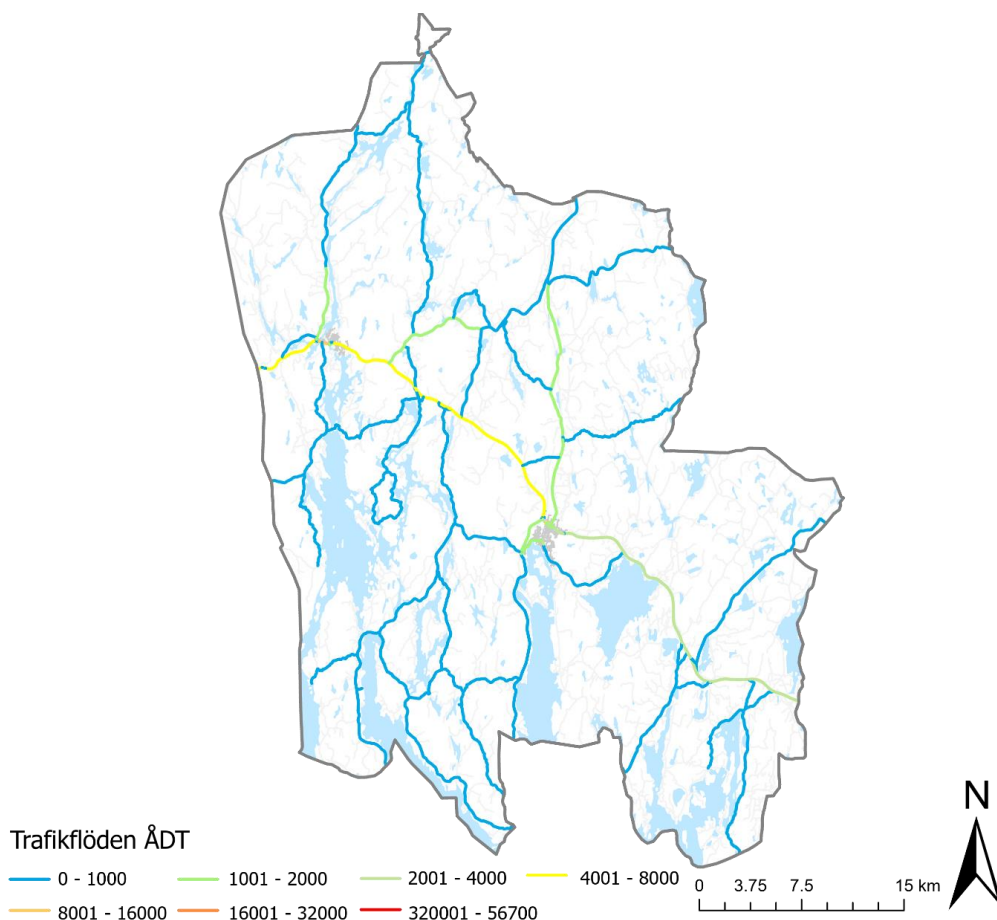 N
Trafikflöden ÅDT
0 - 1000 1001 - 2000 2001 - 4000 4001 - 8000
8001 - 16000 16001 - 32000 320001 - 56700
0 3.75 7.5 15 km